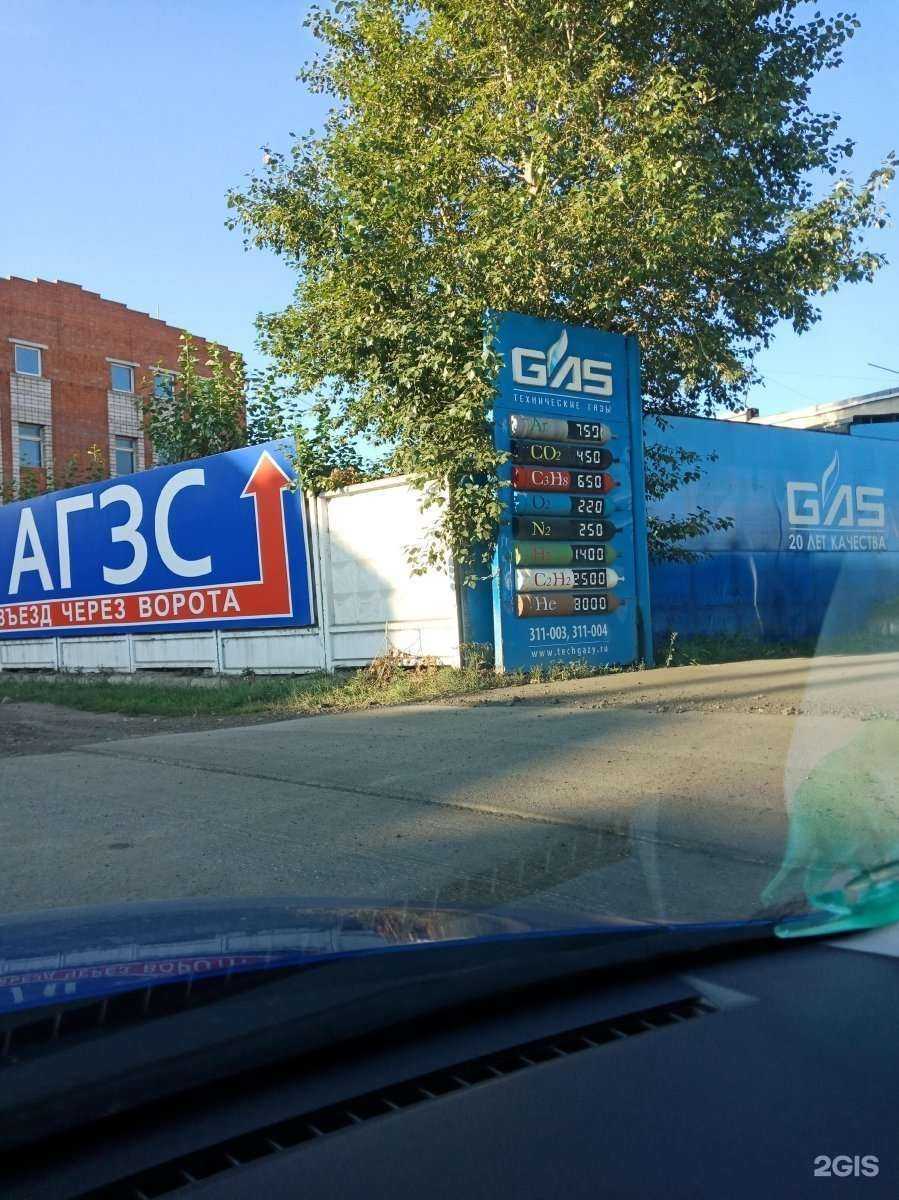 АГЗС
ВЪЕЗД ЧЕРЕЗ ВОРОТА
GAS
ТЕХНИЧЕСКИЕ ГАЗЫ
Ar 750
CO2 450
C3H8 650
O2 220
N2 250
1400
C2H2 2500
He 8000
311-003, 311-004
www.techgazy.ru
GAS
20 ЛЕТ КАЧЕСТВА
2GIS